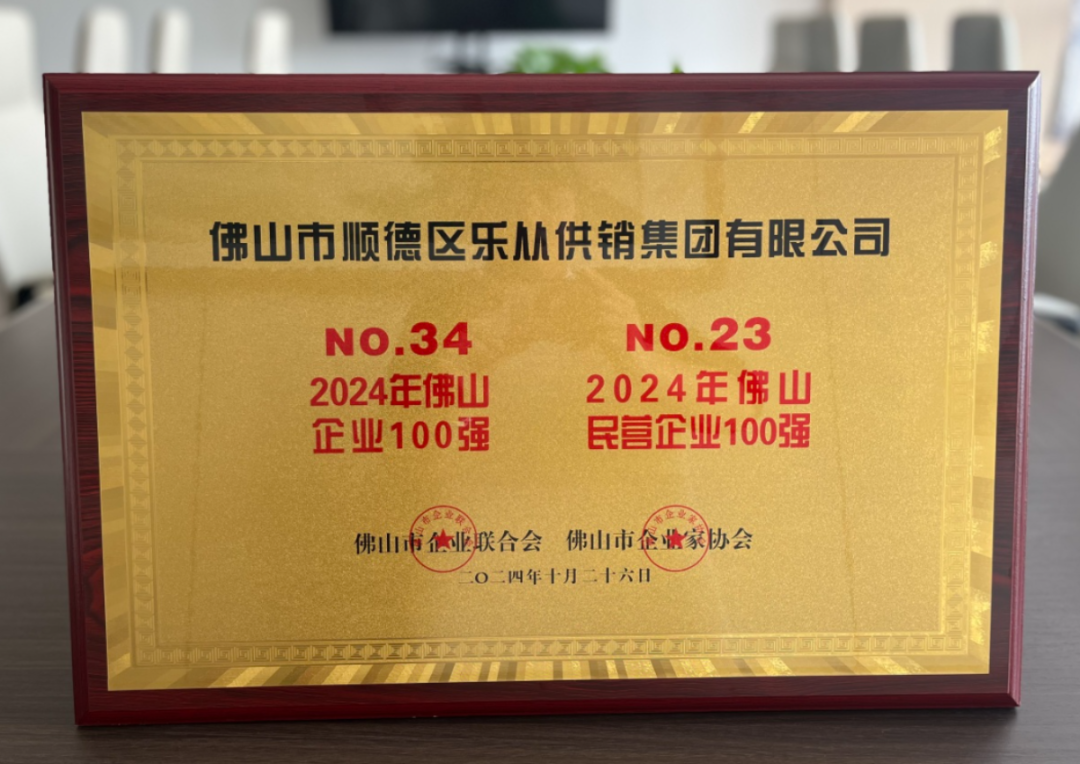 佛山市顺德区乐从供销集团有限公司
NO.34
2024年佛山
企业100强
NO.23
2024年佛山
民营企业100强
佛山市企业联合会 佛山市企业家协会
二〇二四年十月二十六日